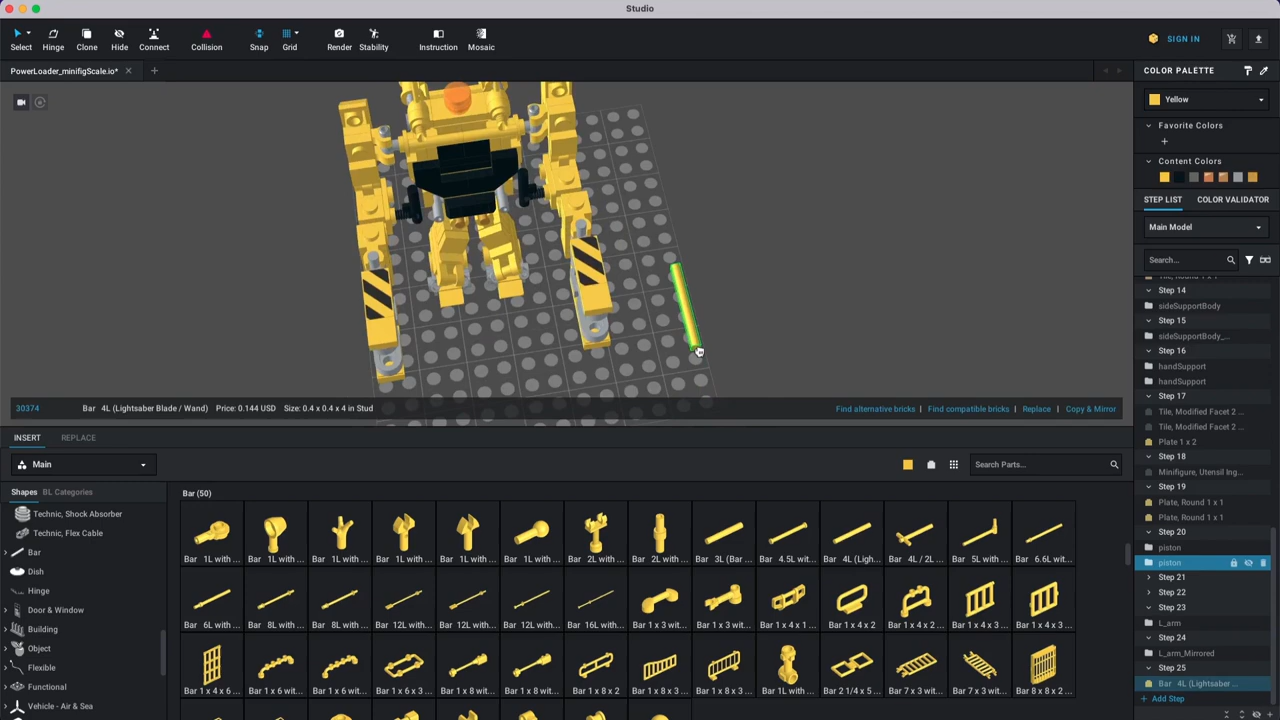 Studio
Select
Hinge
Clone
Hide
Connect
Collision
Snap
Grid
Render
Stability
Instruction
Mosaic
SIGN IN
PowerLoader_minifigScale.io*
COLOR PALETTE
Yellow
Favorite Colors
Content Colors
STEP LIST
COLOR VALIDATOR
Main Model
Search...
Step 14
sideSupportBody
Step 15
sideSupportBody_...
Step 16
handSupport
handSupport
Step 17
Tile, Modified Facet 2 ...
Tile, Modified Facet 2 ...
Plate 1 x 2
Step 18
Minifigure, Utensil Ing...
Step 19
Plate, Round 1 x 1
Plate, Round 1 x 1
Step 20
piston
piston
Step 21
Step 22
Step 23
L_arm
Step 24
L_arm_Mirrored
Step 25
Bar 4L (Lightsaber ...
+ Add Step
30374 Bar 4L (Lightsaber Blade / Wand) Price: 0.144 USD Size: 0.4 x 0.4 x 4 in Stud
Find alternative bricks | Find compatible bricks | Replace | Copy & Mirror
INSERT
REPLACE
Main
Search Parts...
Shapes
BL Categories
Technic, Shock Absorber
Technic, Flex Cable
Bar
Dish
Hinge
Door & Window
Building
Object
Flexible
Functional
Vehicle - Air & Sea
Bar (50)
Bar 1L with ...
Bar 1L with ...
Bar 1L with ...
Bar 1L with ...
Bar 1L with ...
Bar 1L with ...
Bar 2L with ...
Bar 1L with ...
Bar 3L (Bar ...
Bar 4.5L wit...
Bar 4L (Ligh...
Bar 4L / 2L ...
Bar 5L with ...
Bar 6.6L wit...
Bar 6L with ...
Bar 8L with ...
Bar 8L with ...
Bar 12L with ...
Bar 12L with ...
Bar 12L with ...
Bar 16L with ...
Bar 1 x 3 wit...
Bar 1 x 3 wit...
Bar 1 x 4 x 1 ...
Bar 1 x 4 x 2
Bar 1 x 4 x 2 ...
Bar 1 x 4 x 3 ...
Bar 1 x 4 x 3 ...
Bar 1 x 4 x 6 ...
Bar 1 x 6 wit...
Bar 1 x 6 wit...
Bar 1 x 6 x 3 ...
Bar 1 x 8 wit...
Bar 1 x 8 wit...
Bar 1 x 8 x 2
Bar 1 x 8 x 3 ...
Bar 1 x 8 x 3 ...
Bar 1L with ...
Bar 2 1/4 x 5 ...
Bar 7 x 3 wit...
Bar 7 x 3 wit...
Bar 8 x 8 x 2 ...